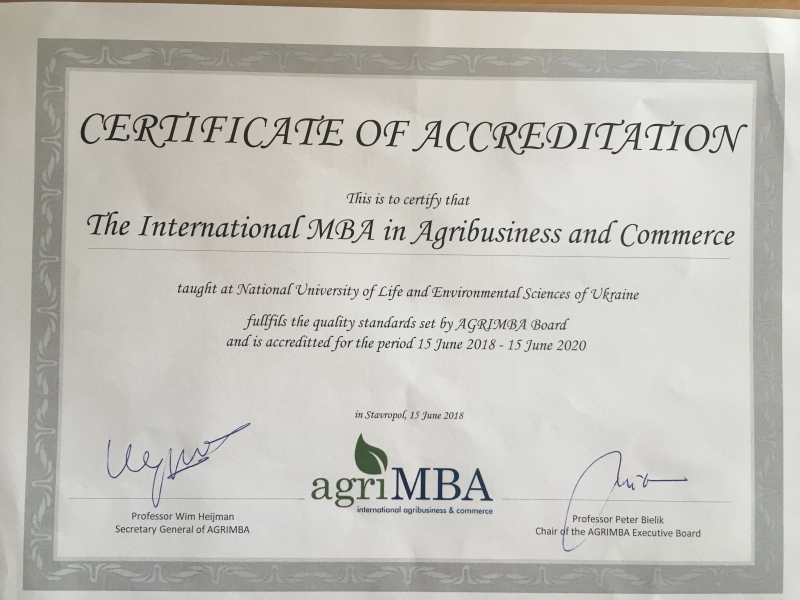 CERTIFICATE OF ACCREDITATION
This is to certify that
The International MBA in Agribusiness and Commerce
taught at National University of Life and Environmental Sciences of Ukraine
fullfils the quality standards set by AGRIMBA Board
and is accreditted for the period 15 June 2018 - 15 June 2020
in Stavropol, 15 June 2018
agriMBA
international agribusiness & commerce
Professor Wim Heijman
Secretary General of AGRIMBA
Professor Peter Bielik
Chair of the AGRIMBA Executive Board